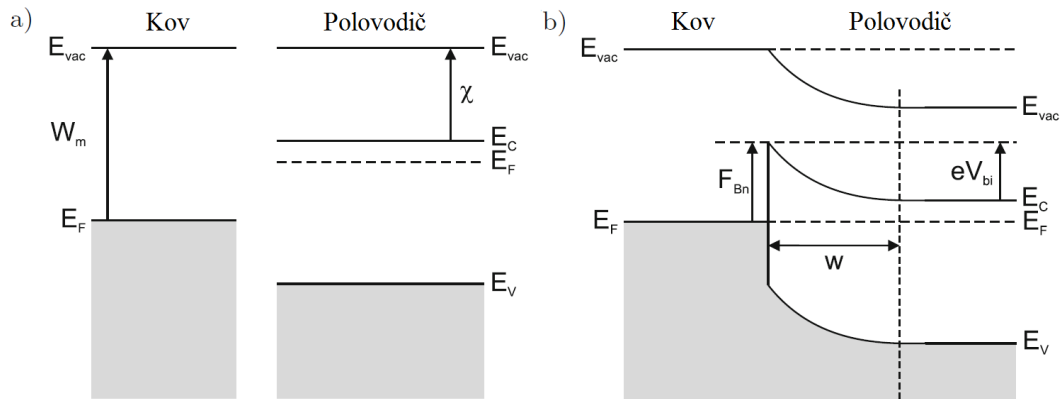 a)
Kov
Polovodič
E_vac
E_vac
W_m
χ
E_C
E_F
E_F
E_V
b)
Kov
Polovodič
E_vac
E_vac
F_Bn
eV_bi
E_C
E_F
E_F
w
E_V